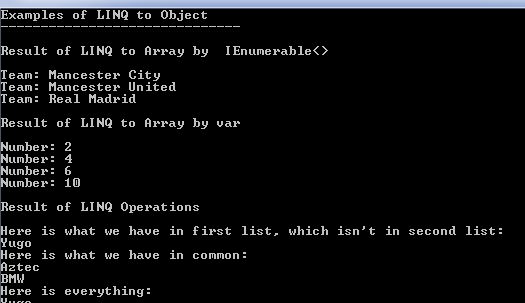 Examples of LINQ to Object
------------------------------
Result of LINQ to Array by  IEnumerable<>
Team: Mancester City
Team: Mancester United
Team: Real Madrid
Result of LINQ to Array by var
Number: 2
Number: 4
Number: 6
Number: 10
Result of LINQ Operations
Here is what we have in first list, which isn't in second list:
Yugo
Here is what we have in common:
Aztec
BMW
Here is everything:
Yugo